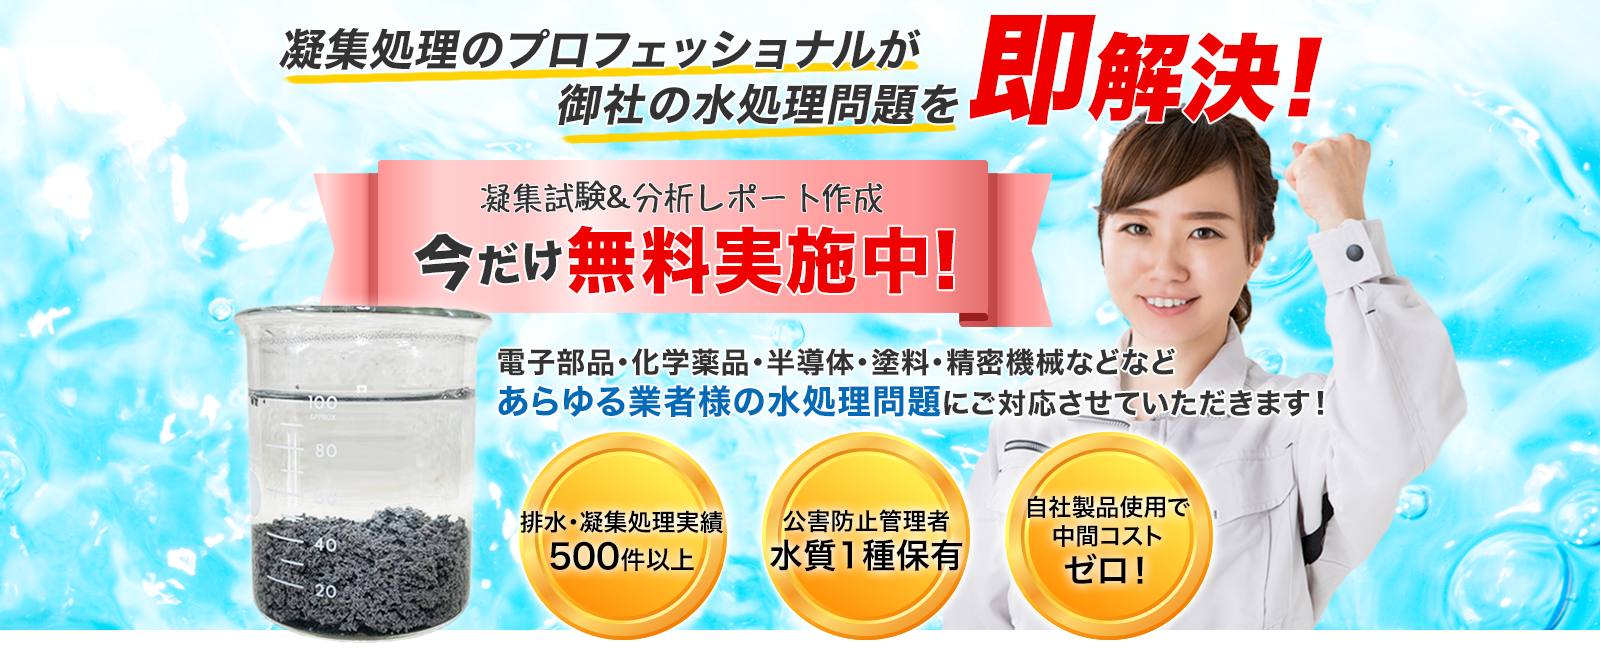 凝集処理のプロフェッショナルが
御社の水処理問題を
即解決!
凝集試験&分析レポート作成
今だけ無料実施中!
電子部品・化学薬品・半導体・塗料・精密機械などなど
あらゆる業者様の水処理問題にご対応させていただきます!
100
APPROX
80
60
40
20
排水・凝集処理実績
500件以上
公害防止管理者
水質1種保有
自社製品使用で
中間コスト
ゼロ!